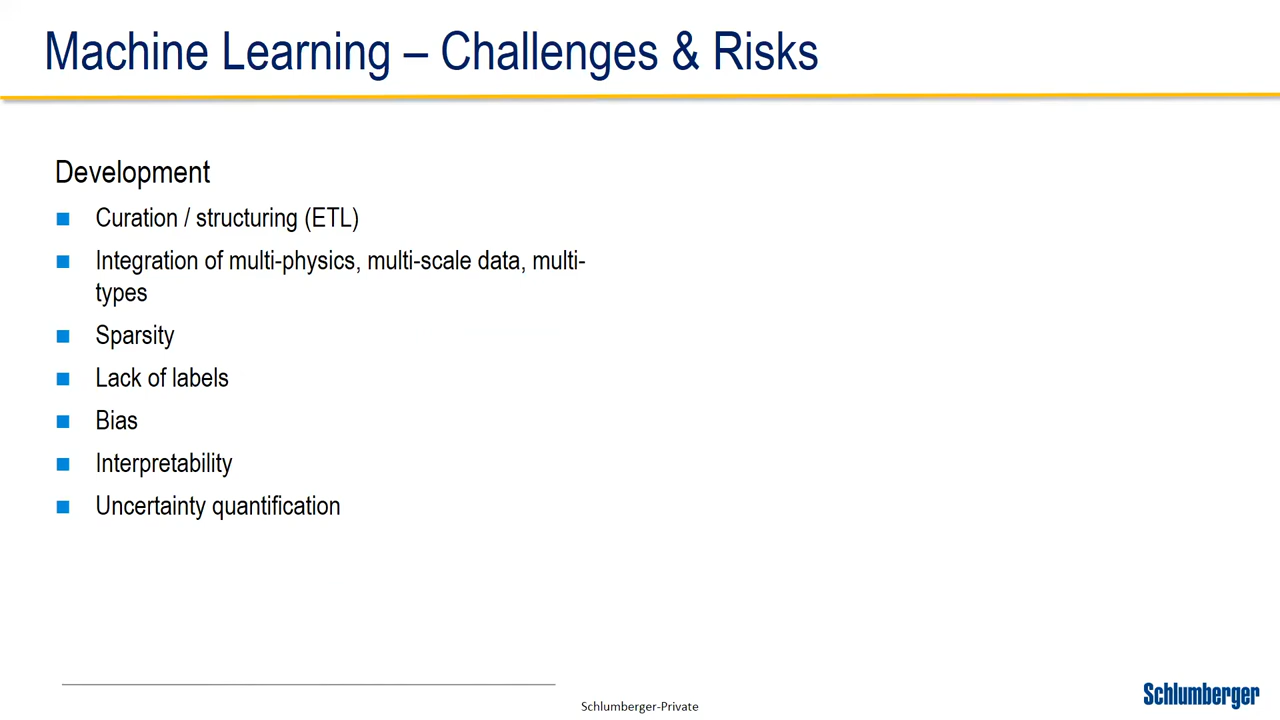 Machine Learning – Challenges & Risks
Development
Curation / structuring (ETL)
Integration of multi-physics, multi-scale data, multi-
types
Sparsity
Lack of labels
Bias
Interpretability
Uncertainty quantification
Schlumberger-Private
Schlumberger